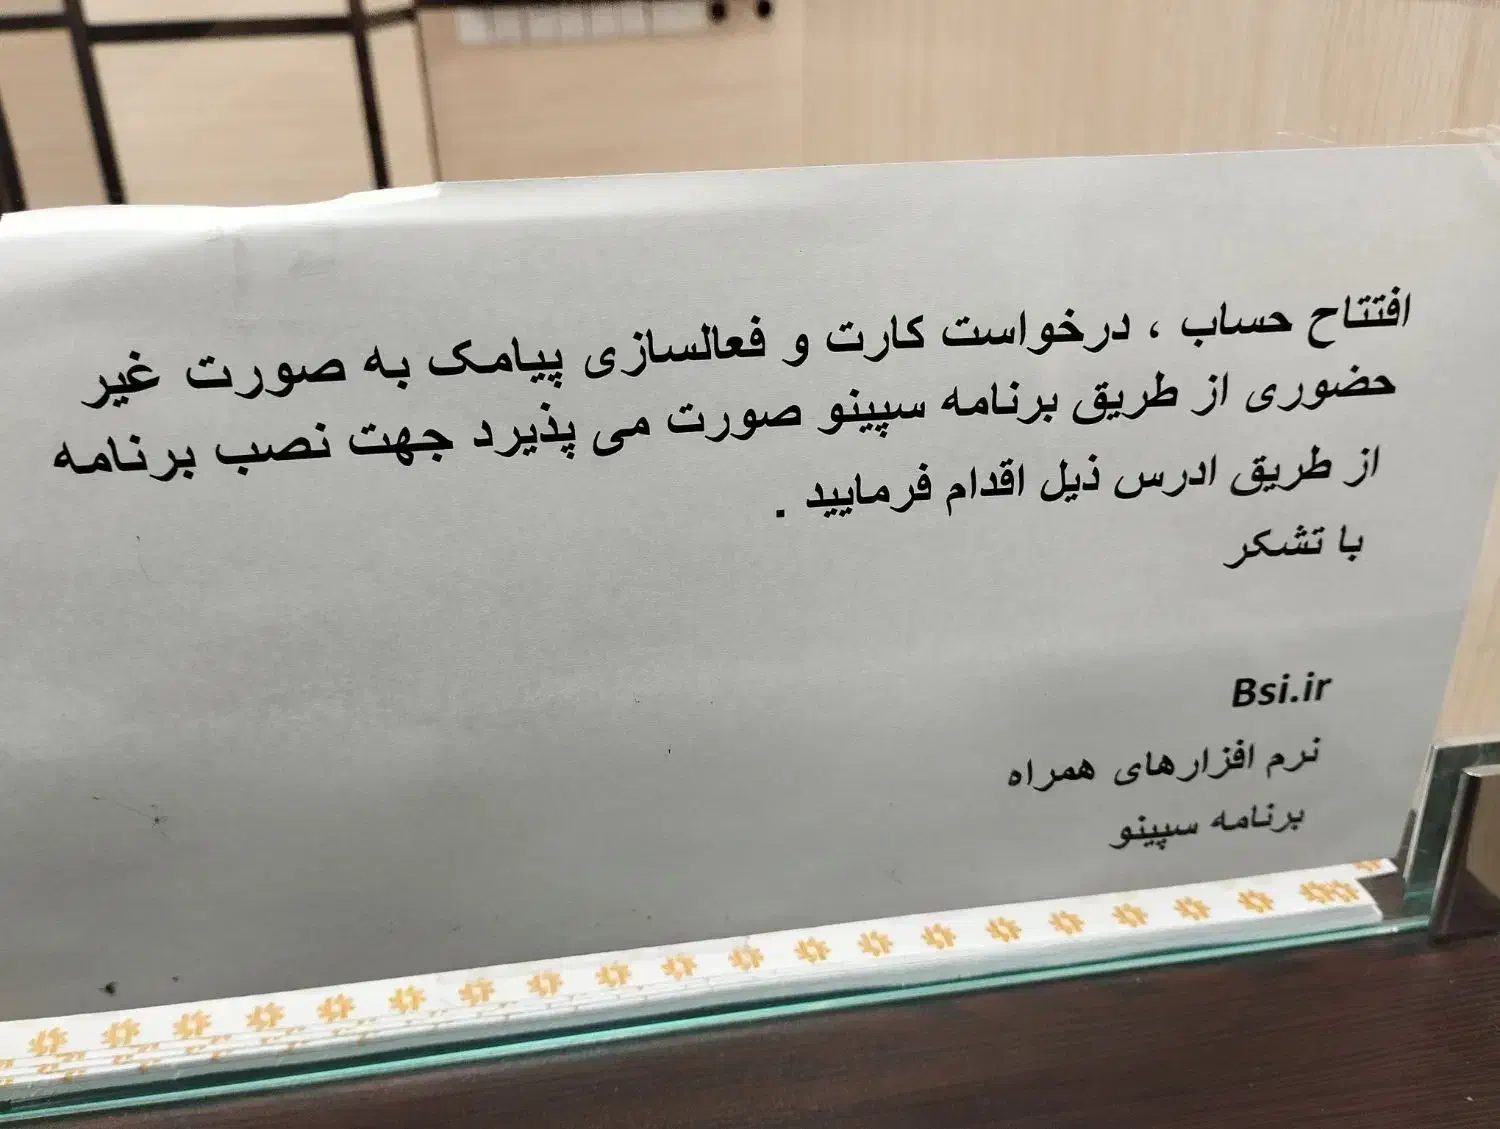 افتتاح حساب ، درخواست کارت و فعالسازی پیامک به صورت غیر
حضوری از طریق برنامه سپینو صورت می پذیرد جهت نصب برنامه
از طریق ادرس ذیل اقدام فرمایید .
با تشکر
Bsi.ir
نرم افزارهای همراه
برنامه سپینو